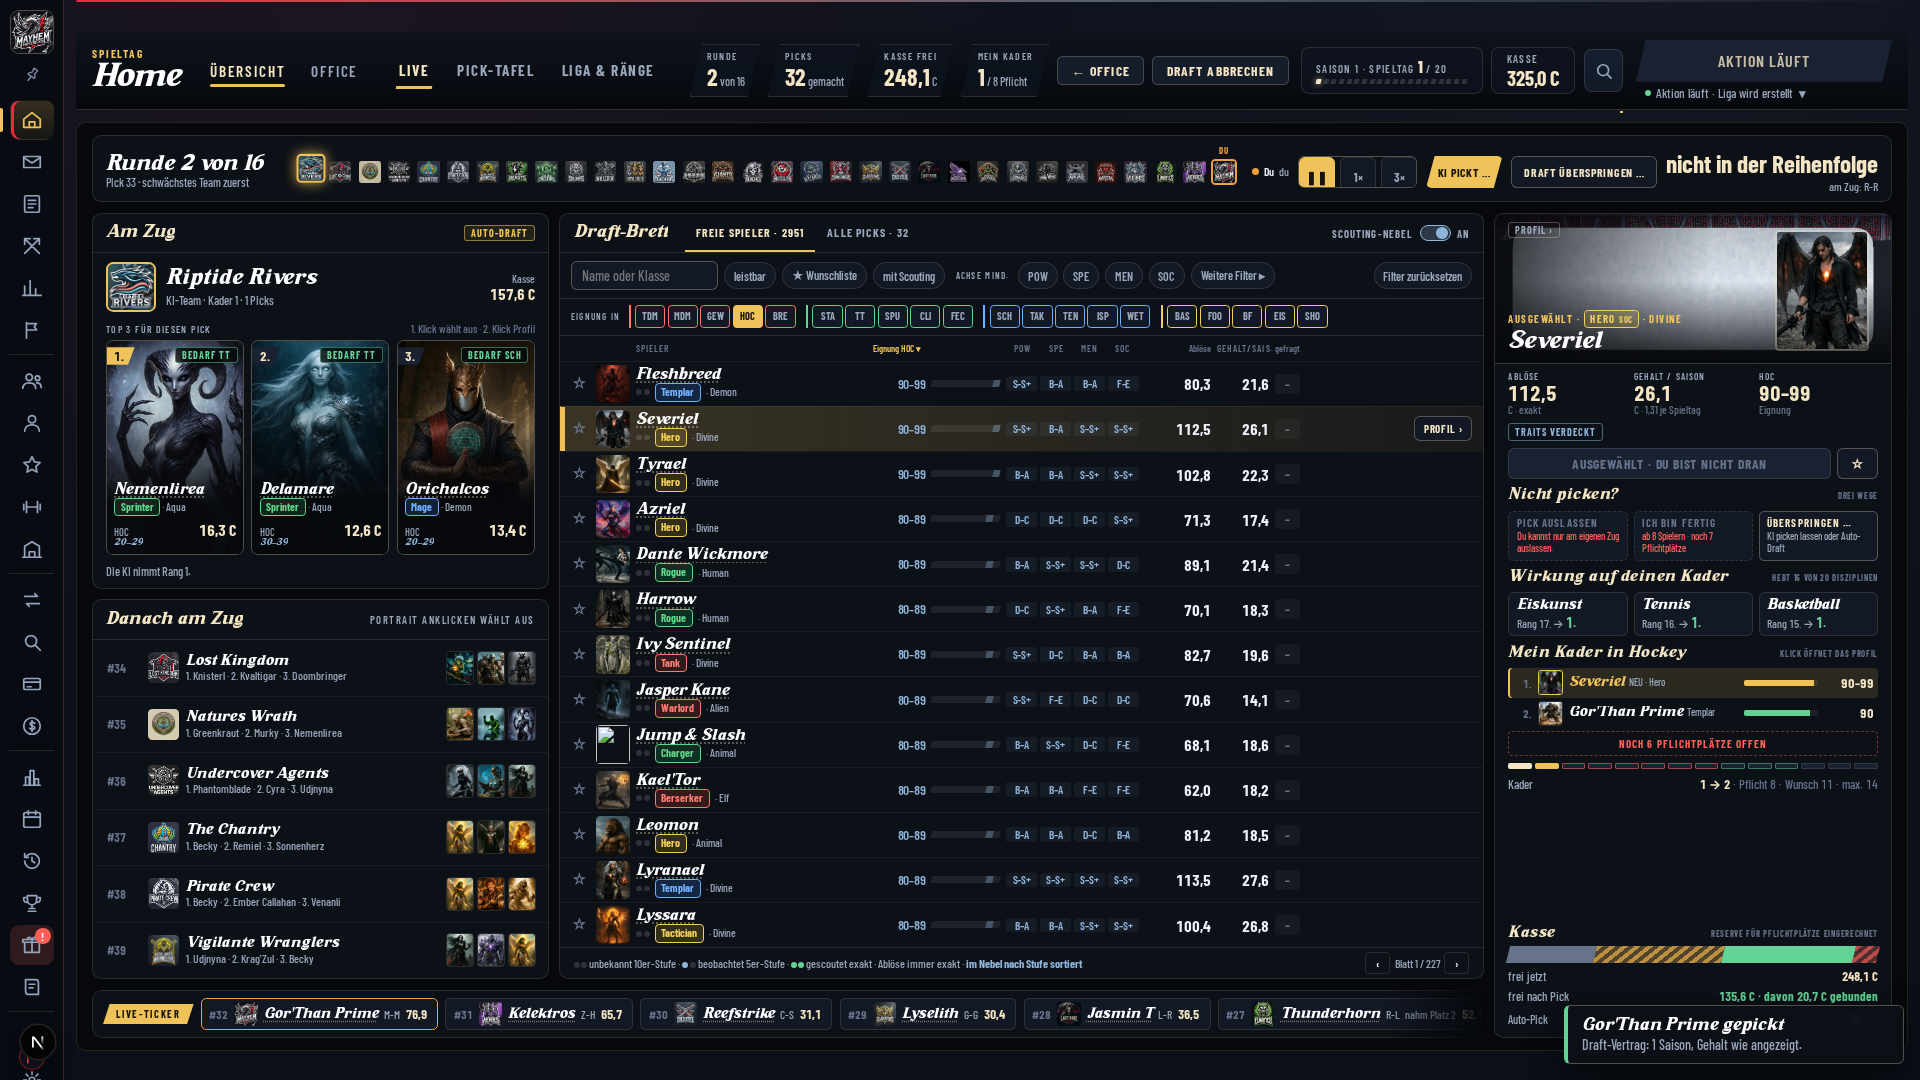 SPIELTAG
Home
ÜBERSICHT
OFFICE
LIVE
PICK-TAFEL
LIGA & RÄNGE
RUNDE
2 von 16
PICKS
32 gemacht
KASSE FREI
248,1 C
MEIN KADER
1 / 8 Pflicht
← OFFICE
DRAFT ABBRECHEN
SAISON 1 · SPIELTAG 1 / 20
KASSE
325,0 C
AKTION LÄUFT
Aktion läuft · Liga wird erstellt ▼
Runde 2 von 16
Pick 33 · schwächstes Team zuerst
DU
Du du
1×
3×
KI PICKT ...
DRAFT ÜBERSPRINGEN ...
nicht in der Reihenfolge
am Zug: R-R
Am Zug
AUTO-DRAFT
Riptide Rivers
KI-Team · Kader 1 · 1 Picks
Kasse
157,6 C
TOP 3 FÜR DIESEN PICK
1. Klick wählt aus · 2. Klick Profil
1.
BEDARF TT
Nemenlirea
Sprinter · Aqua
HOC
20–29
16,3 C
2.
BEDARF TT
Delamare
Sprinter · Aqua
HOC
30–39
12,6 C
3.
BEDARF SCH
Orichalcos
Mage · Demon
HOC
20–29
13,4 C
Die KI nimmt Rang 1.
Danach am Zug
PORTRAIT ANKLICKEN WÄHLT AUS
#34
Lost Kingdom
1. Knisterl · 2. Kvaltigar · 3. Doombringer
#35
Natures Wrath
1. Greenkraut · 2. Murky · 3. Nemenlirea
#36
Undercover Agents
1. Phantomblade · 2. Cyra · 3. Udjnyna
#37
The Chantry
1. Becky · 2. Remiel · 3. Sonnenherz
#38
Pirate Crew
1. Becky · 2. Ember Callahan · 3. Venanli
#39
Vigilante Wranglers
1. Udjnyna · 2. Krag'Zul · 3. Becky
Draft-Brett
FREIE SPIELER · 2951
ALLE PICKS · 32
SCOUTING-NEBEL
AN
Name oder Klasse
leistbar
★ Wunschliste
mit Scouting
ACHSE MIND.
POW
SPE
MEN
SOC
Weitere Filter ▸
Filter zurücksetzen
EIGNUNG IN
TDM
MDM
GEW
HOC
BRE
STA
TT
SPU
CLI
FEC
SCH
TAK
TEN
ISP
WET
BAS
FOO
BF
EIS
SHO
SPIELER
Eignung HOC ▾
POW
SPE
MEN
SOC
Ablöse
GEHALT / SAIS.
gefragt
☆ Fleshbreed
Templar · Demon
90–99 S–S+ B–A B–A F–E 80,3 21,6 –
☆ Severiel
Hero · Divine
90–99 S–S+ B–A S–S+ S–S+ 112,5 26,1 –
PROFIL ›
☆ Tyrael
Hero · Divine
90–99 B–A B–A S–S+ S–S+ 102,8 22,3 –
☆ Azriel
Hero · Divine
80–89 D–C D–C B–A S–S+ 71,3 17,4 –
☆ Dante Wickmore
Rogue · Human
80–89 B–A S–S+ S–S+ D–C 89,1 21,4 –
☆ Harrow
Rogue · Human
80–89 D–C S–S+ B–A F–E 70,1 18,3 –
☆ Ivy Sentinel
Tank · Divine
80–89 S–S+ D–C B–A B–A 82,7 19,6 –
☆ Jasper Kane
Warlord · Alien
80–89 S–S+ F–E D–C D–C 70,6 14,1 –
☆ Jump & Slash
Charger · Animal
80–89 B–A S–S+ D–C F–E 68,1 18,6 –
☆ Kael'Tor
Berserker · Elf
80–89 B–A B–A F–E F–E 62,0 18,2 –
☆ Leomon
Hero · Animal
80–89 B–A B–A D–C B–A 81,2 18,5 –
☆ Lyranael
Templar · Divine
80–89 S–S+ S–S+ S–S+ S–S+ 113,5 27,6 –
☆ Lyssara
Tactician · Divine
80–89 B–A B–A S–S+ S–S+ 100,4 26,8 –
unbekannt 10er-Stufe · beobachtet 5er-Stufe · gescoutet exakt · Ablöse immer exakt · im Nebel nach Stufe sortiert
‹ Blatt 1 / 227 ›
PROFIL ›
AUSGEWÄHLT · HERO SOC · DIVINE
Severiel
ABLÖSE
112,5
C · exakt
GEHALT / SAISON
26,1
C · 1,31 je Spieltag
HOC
90–99
Eignung
TRAITS VERDECKT
AUSGEWÄHLT · DU BIST NICHT DRAN
☆
Nicht picken?
DREI WEGE
PICK AUSLASSEN
Du kannst nur am eigenen Zug auslassen.
ICH BIN FERTIG
ab 8 Spielern · noch 7 Pflichtplätze
ÜBERSPRINGEN ...
KI picken lassen oder Auto-Draft
Wirkung auf deinen Kader
HEBT 16 VON 20 DISZIPLINEN
Eiskunst
Rang 17. → 1.
Tennis
Rang 16. → 1.
Basketball
Rang 15. → 1.
Mein Kader in Hockey
KLICK ÖFFNET DAS PROFIL
1. Severiel NEU · Hero 90–99
2. Gor'Than Prime Templar 90
NOCH 6 PFLICHTPLÄTZE OFFEN
Kader
1 → 2 · Pflicht 8 · Wunsch 11 · max. 14
Kasse
RESERVE FÜR PFLICHTPLÄTZE EINGERECHNET
frei jetzt
248,1 C
frei nach Pick
135,6 C · davon 20,7 C gebunden
Auto-Pick
LIVE-TICKER
#32 Gor'Than Prime M-M 76,9
#31 Kelektros Z-H 65,7
#30 Reefstrike C-S 31,1
#29 Lyselith G-G 30,4
#28 Jasmin T L-R 36,5
#27 Thunderhorn R-L nahm Platz 2
Gor'Than Prime gepickt
Draft-Vertrag: 1 Saison, Gehalt wie angezeigt.